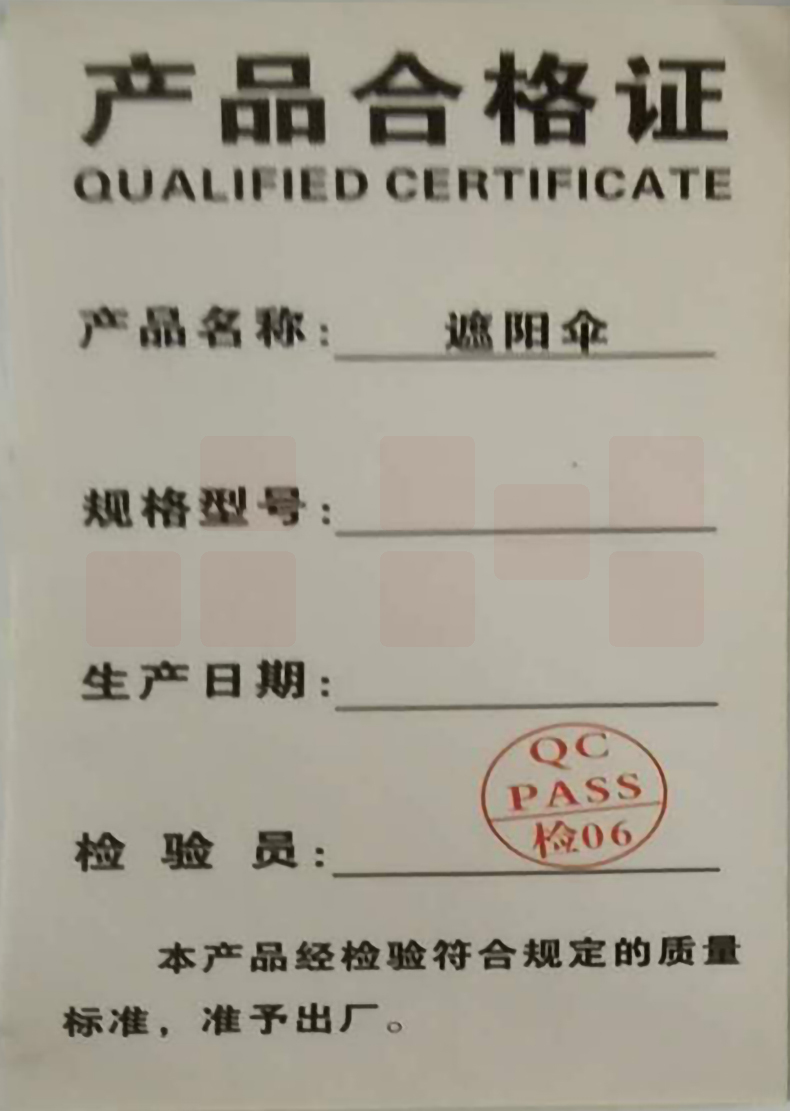 产品合格证
QUALIFIED CERTIFICATE
产品名称: 遮阳伞
规格型号:
生产日期:
QC
PASS
检06
检验员:
本产品经检验符合规定的质量
标准，准予出厂。